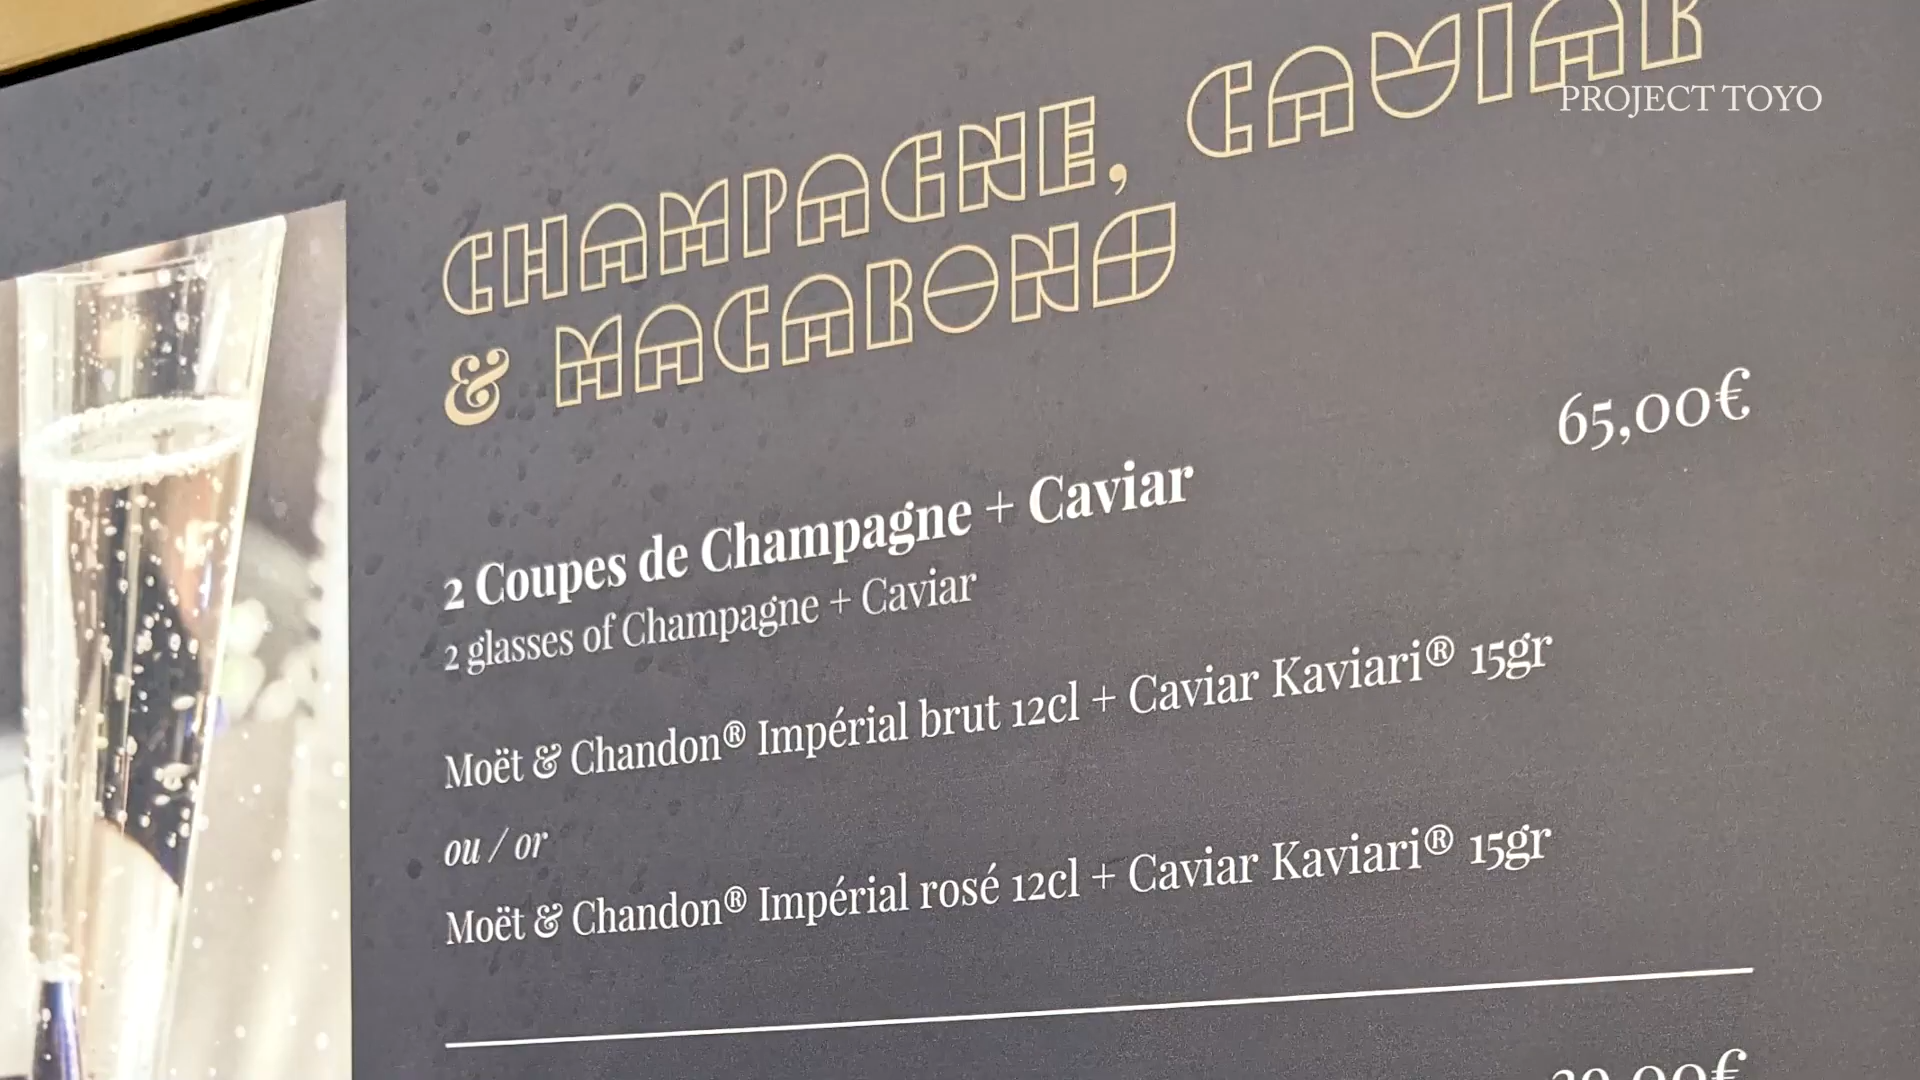 CHAMPAGNE, CAVIAR
PROJECT TOYO
& MACARONS
65,00€
2 Coupes de Champagne + Caviar
2 glasses of Champagne + Caviar
Moët & Chandon® Impérial brut 12cl + Caviar Kaviari® 15gr
ou / or
Moët & Chandon® Impérial rosé 12cl + Caviar Kaviari® 15gr